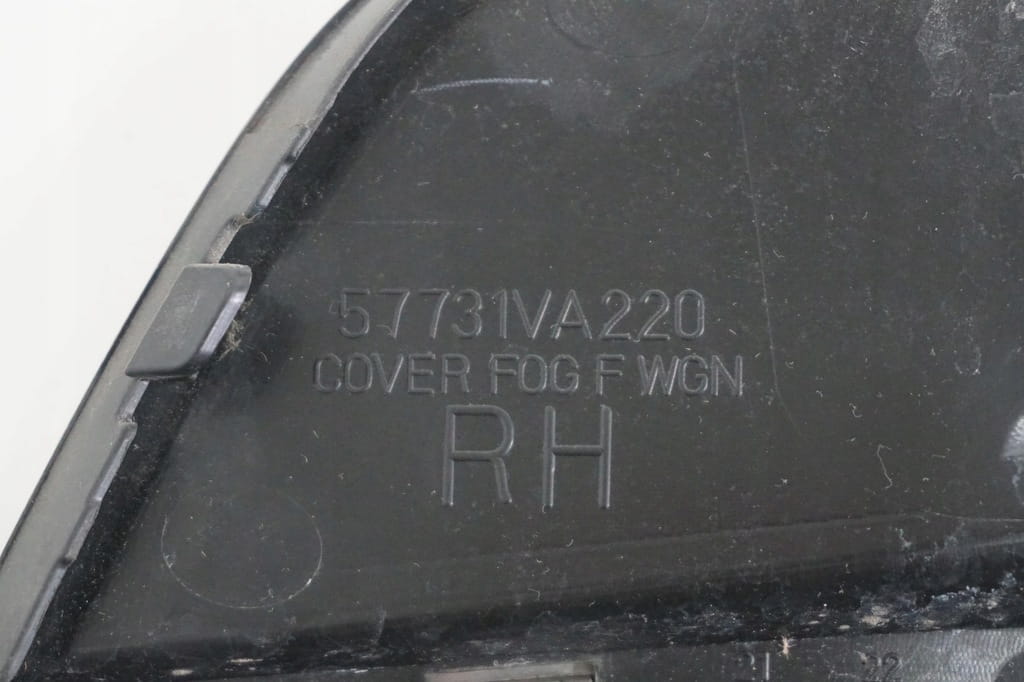 57731VA220
COVER FOG F WGN
RH